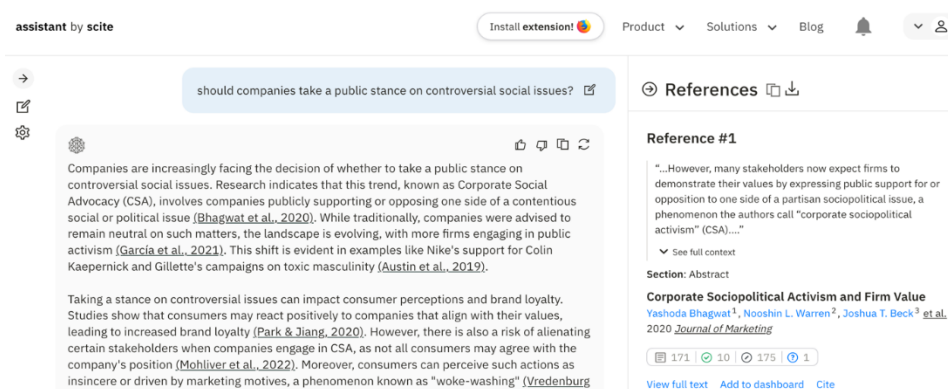 assistant by scite
Install extension!
Product
Solutions
Blog
should companies take a public stance on controversial social issues?
Companies are increasingly facing the decision of whether to take a public stance on
controversial social issues. Research indicates that this trend, known as Corporate Social
Advocacy (CSA), involves companies publicly supporting or opposing one side of a contentious
social or political issue (Bhagwat et al., 2020). While traditionally, companies were advised to
remain neutral on such matters, the landscape is evolving, with more firms engaging in public
activism (García et al., 2021). This shift is evident in examples like Nike's support for Colin
Kaepernick and Gillette's campaigns on toxic masculinity (Austin et al., 2019).
Taking a stance on controversial issues can impact consumer perceptions and brand loyalty.
Studies show that consumers may react positively to companies that align with their values,
leading to increased brand loyalty (Park & Jiang, 2020). However, there is also a risk of alienating
certain stakeholders when companies engage in CSA, as not all consumers may agree with the
company's position (Mohliver et al., 2022). Moreover, consumers can perceive such actions as
insincere or driven by marketing motives, a phenomenon known as "woke-washing" (Vredenburg
References
Reference #1
“...However, many stakeholders now expect firms to
demonstrate their values by expressing public support for or
opposition to one side of a partisan sociopolitical issue, a
phenomenon the authors call “corporate sociopolitical
activism” (CSA)....”
See full context
Section: Abstract
Corporate Sociopolitical Activism and Firm Value
Yashoda Bhagwat1, Nooshin L. Warren2, Joshua T. Beck3 et al.
2020 Journal of Marketing
171 10 175 1
View full text Add to dashboard Cite